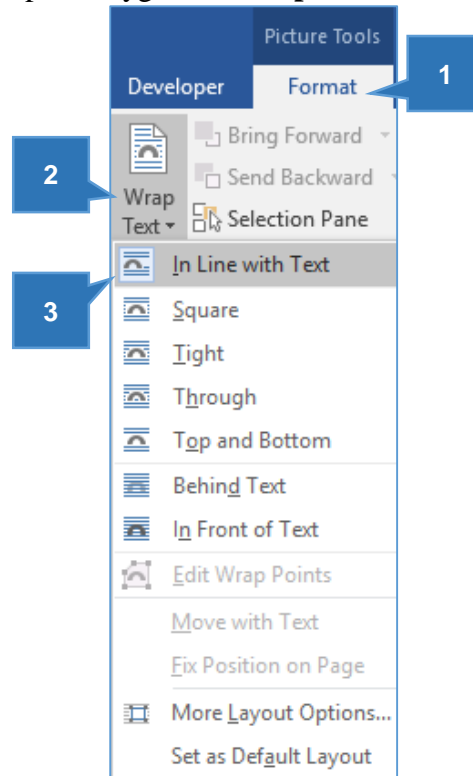 Picture Tools
Developer Format
1
Bring Forward
2
Send Backward
Wrap
Text
Selection Pane
In Line with Text
3
Square
Tight
Through
Top and Bottom
Behind Text
In Front of Text
Edit Wrap Points
Move with Text
Fix Position on Page
More Layout Options...
Set as Default Layout